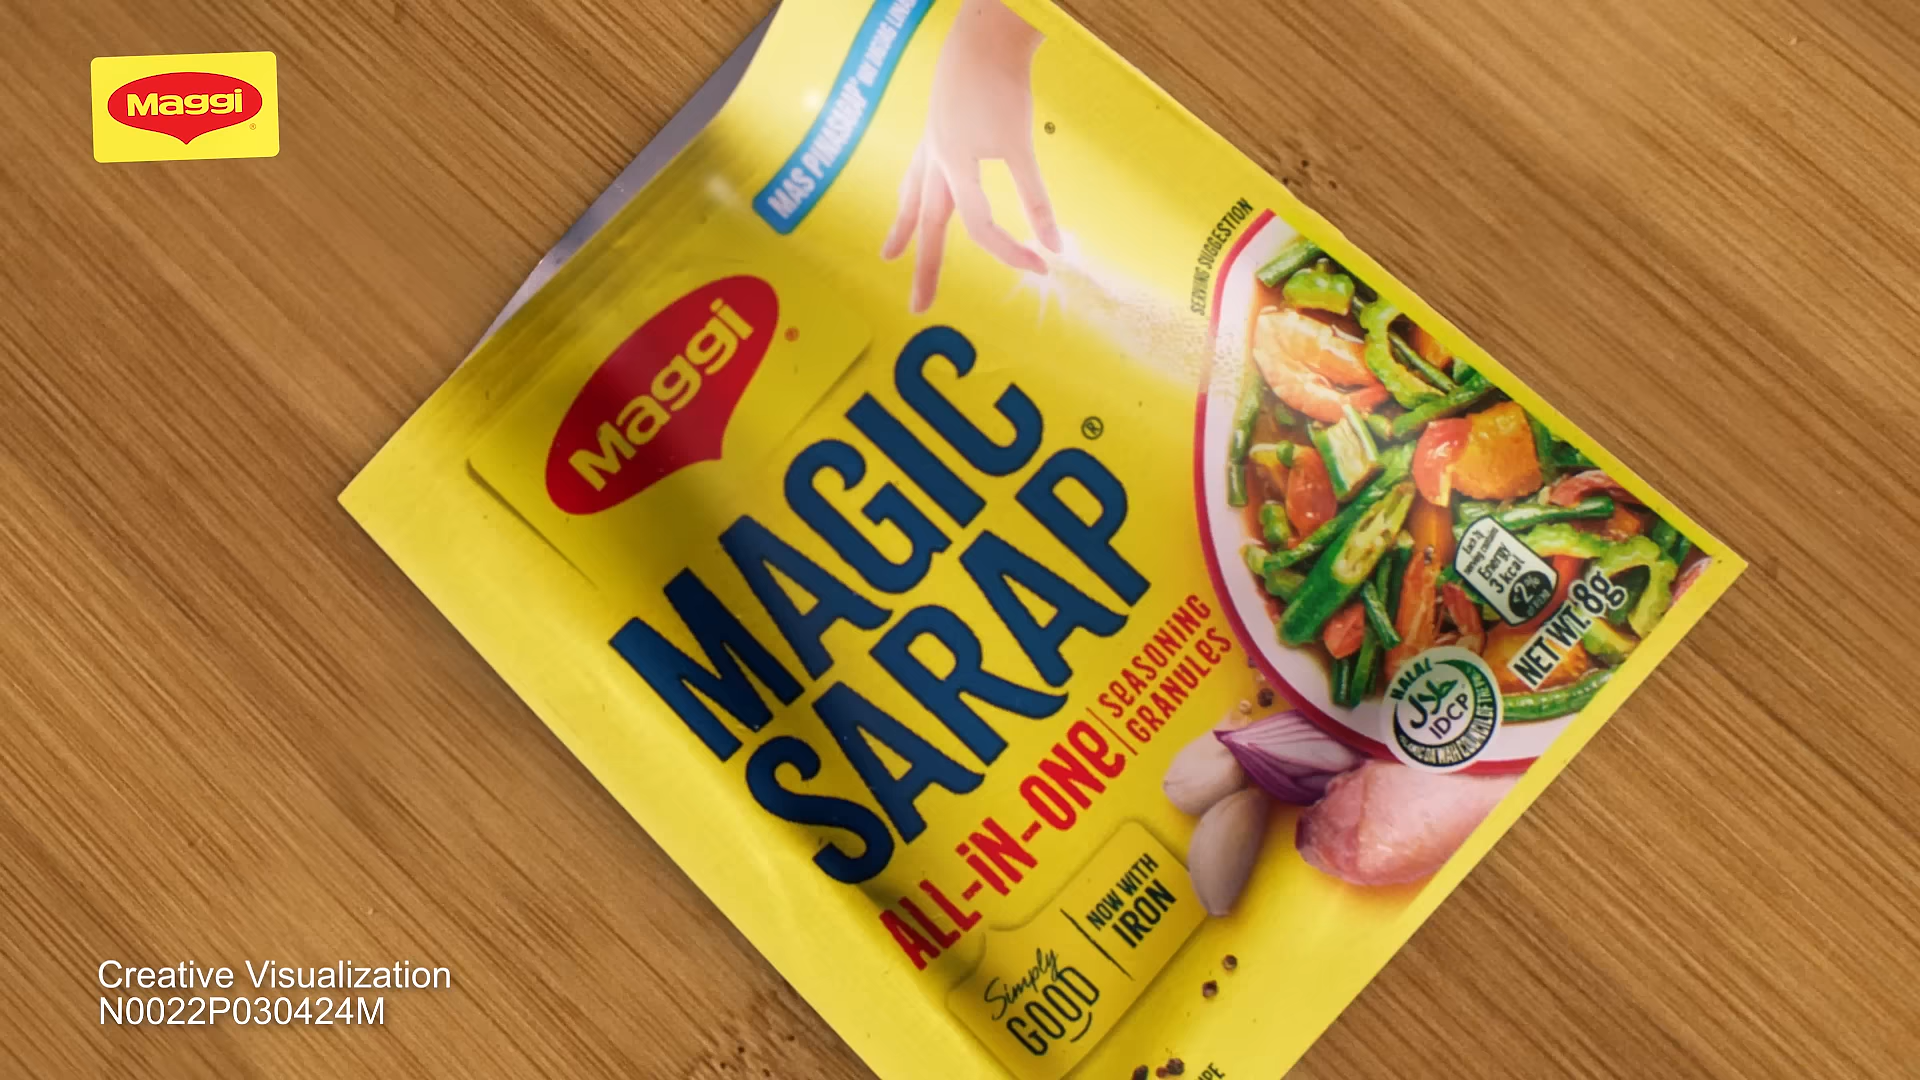 Maggi
MAS PINASARAP
SERVING SUGGESTION
Maggi
MAGIC
SARAP®
ALL-IN-ONE
SEASONING
GRANULES
Energy
3 kcal
2%
NET WT. 8g
HALAL
IDCP
Simply
GOOD
NOW WITH
IRON
Creative Visualization
N0022P030424M